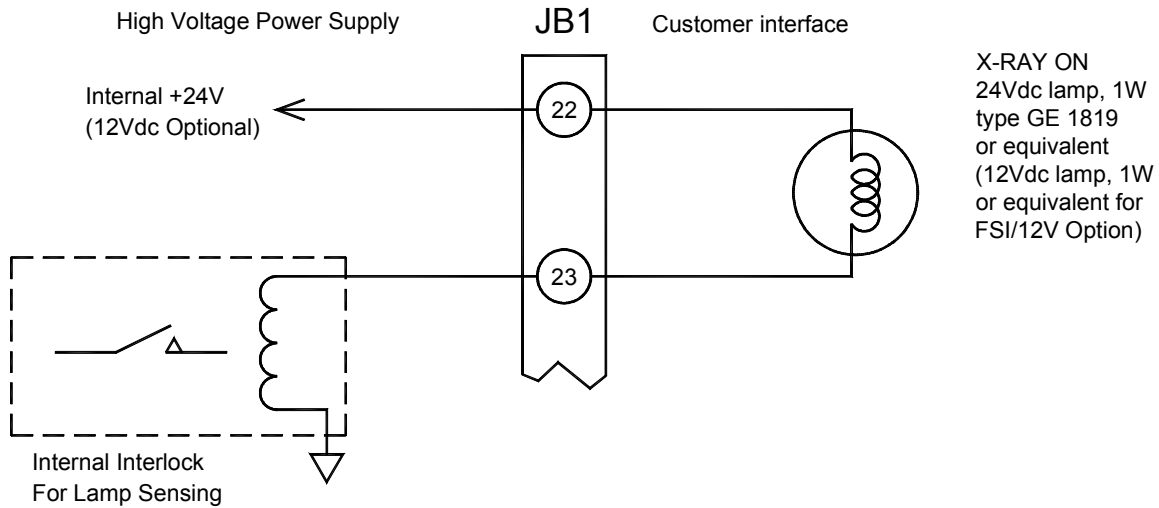 High Voltage Power Supply
JB1
Customer interface
Internal +24V
(12Vdc Optional)
22
X-RAY ON
24Vdc lamp, 1W
type GE 1819
or equivalent
(12Vdc lamp, 1W
or equivalent for
FSI/12V Option)
23
Internal Interlock
For Lamp Sensing